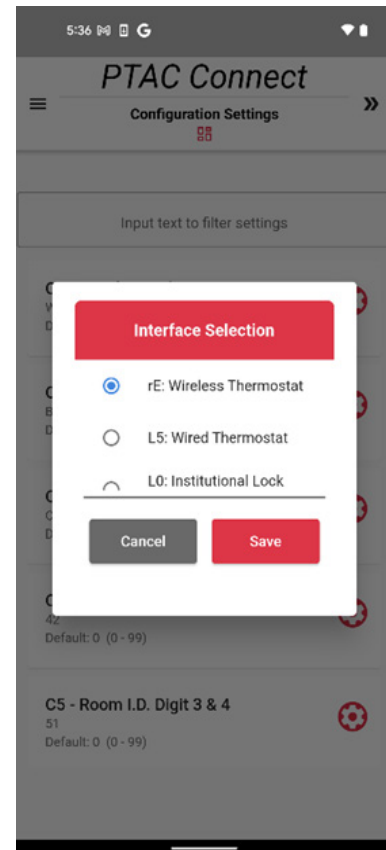 5:36
PTAC Connect
Configuration Settings
Input text to filter settings
Interface Selection
rE: Wireless Thermostat
L5: Wired Thermostat
L0: Institutional Lock
Cancel
Save
42
Default: 0 (0 - 99)
C5 - Room I.D. Digit 3 & 4
51
Default: 0 (0 - 99)